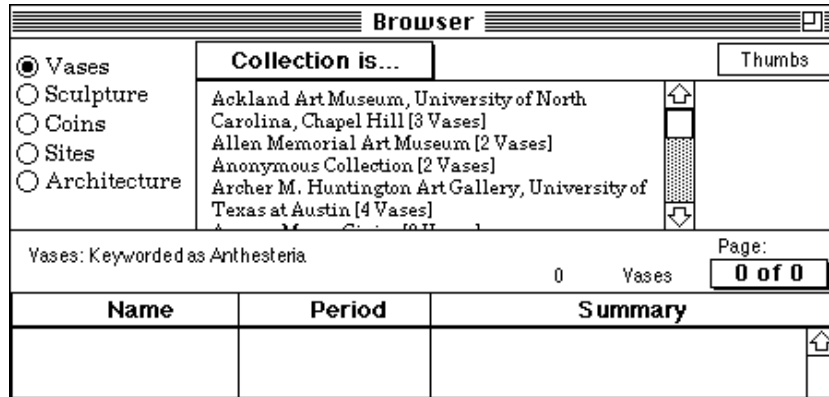 Browser
Vases
Sculpture
Coins
Sites
Architecture
Collection is...
Thumbs
Ackland Art Museum, University of North
Carolina, Chapel Hill [3 Vases]
Allen Memorial Art Museum [2 Vases]
Anonymous Collection [2 Vases]
Archer M. Huntington Art Gallery, University of
Texas at Austin [4 Vases]
Vases: Keyworded as Anthesteria
0 Vases
Page:
0 of 0
Name Period Summary